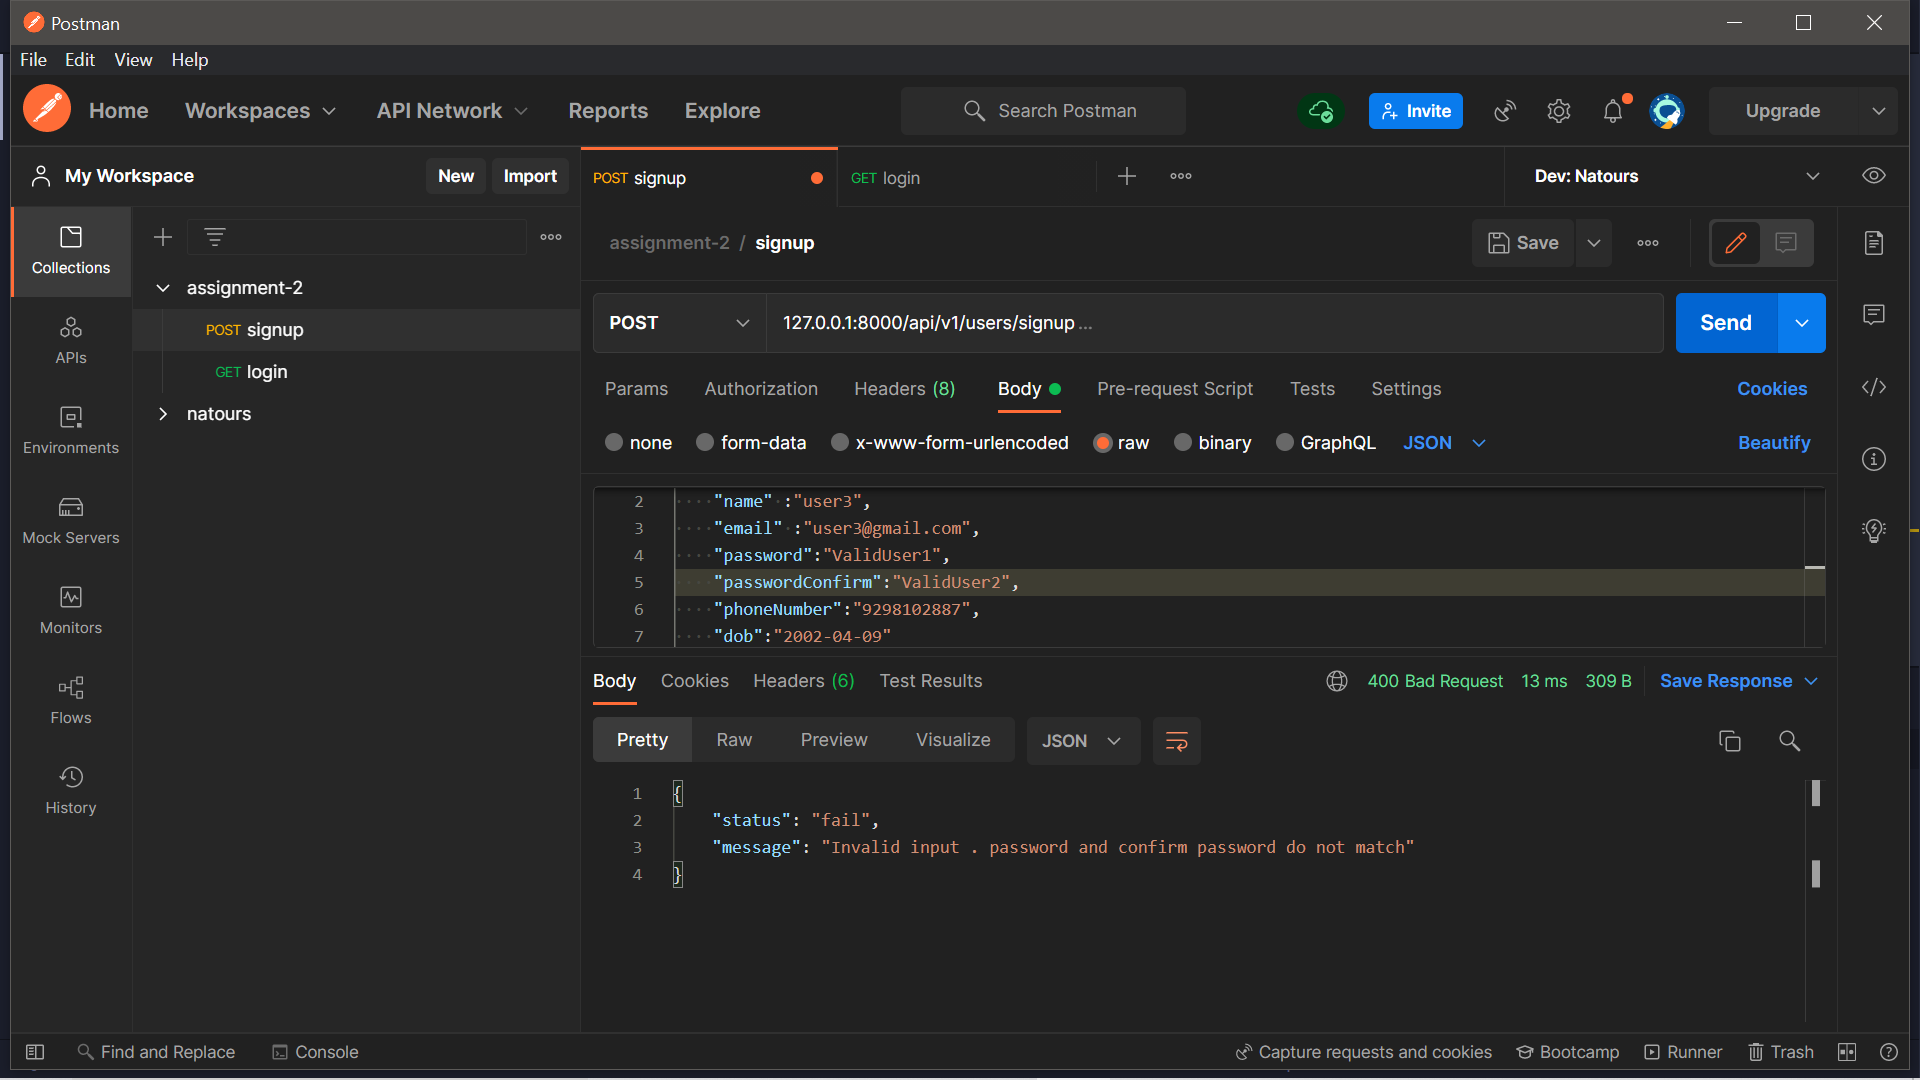 Postman
File Edit View Help
Home Workspaces API Network Reports Explore Search Postman Invite Upgrade
My Workspace New Import
POST signup GET login Dev: Natours
assignment-2 / signup Save
Collections
APIs
Environments
Mock Servers
Monitors
Flows
History
assignment-2
POST signup
GET login
natours
POST 127.0.0.1:8000/api/v1/users/signup ... Send
Params Authorization Headers (8) Body Pre-request Script Tests Settings Cookies
none form-data x-www-form-urlencoded raw binary GraphQL JSON Beautify
2 "name" :"user3",
3 "email" :"user3@gmail.com",
4 "password":"ValidUser1",
5 "passwordConfirm":"ValidUser2",
6 "phoneNumber":"9298102887",
7 "dob":"2002-04-09"
Body Cookies Headers (6) Test Results 400 Bad Request 13 ms 309 B Save Response
Pretty Raw Preview Visualize JSON
1 {
2 "status": "fail",
3 "message": "Invalid input . password and confirm password do not match"
4 }
Find and Replace Console Capture requests and cookies Bootcamp Runner Trash